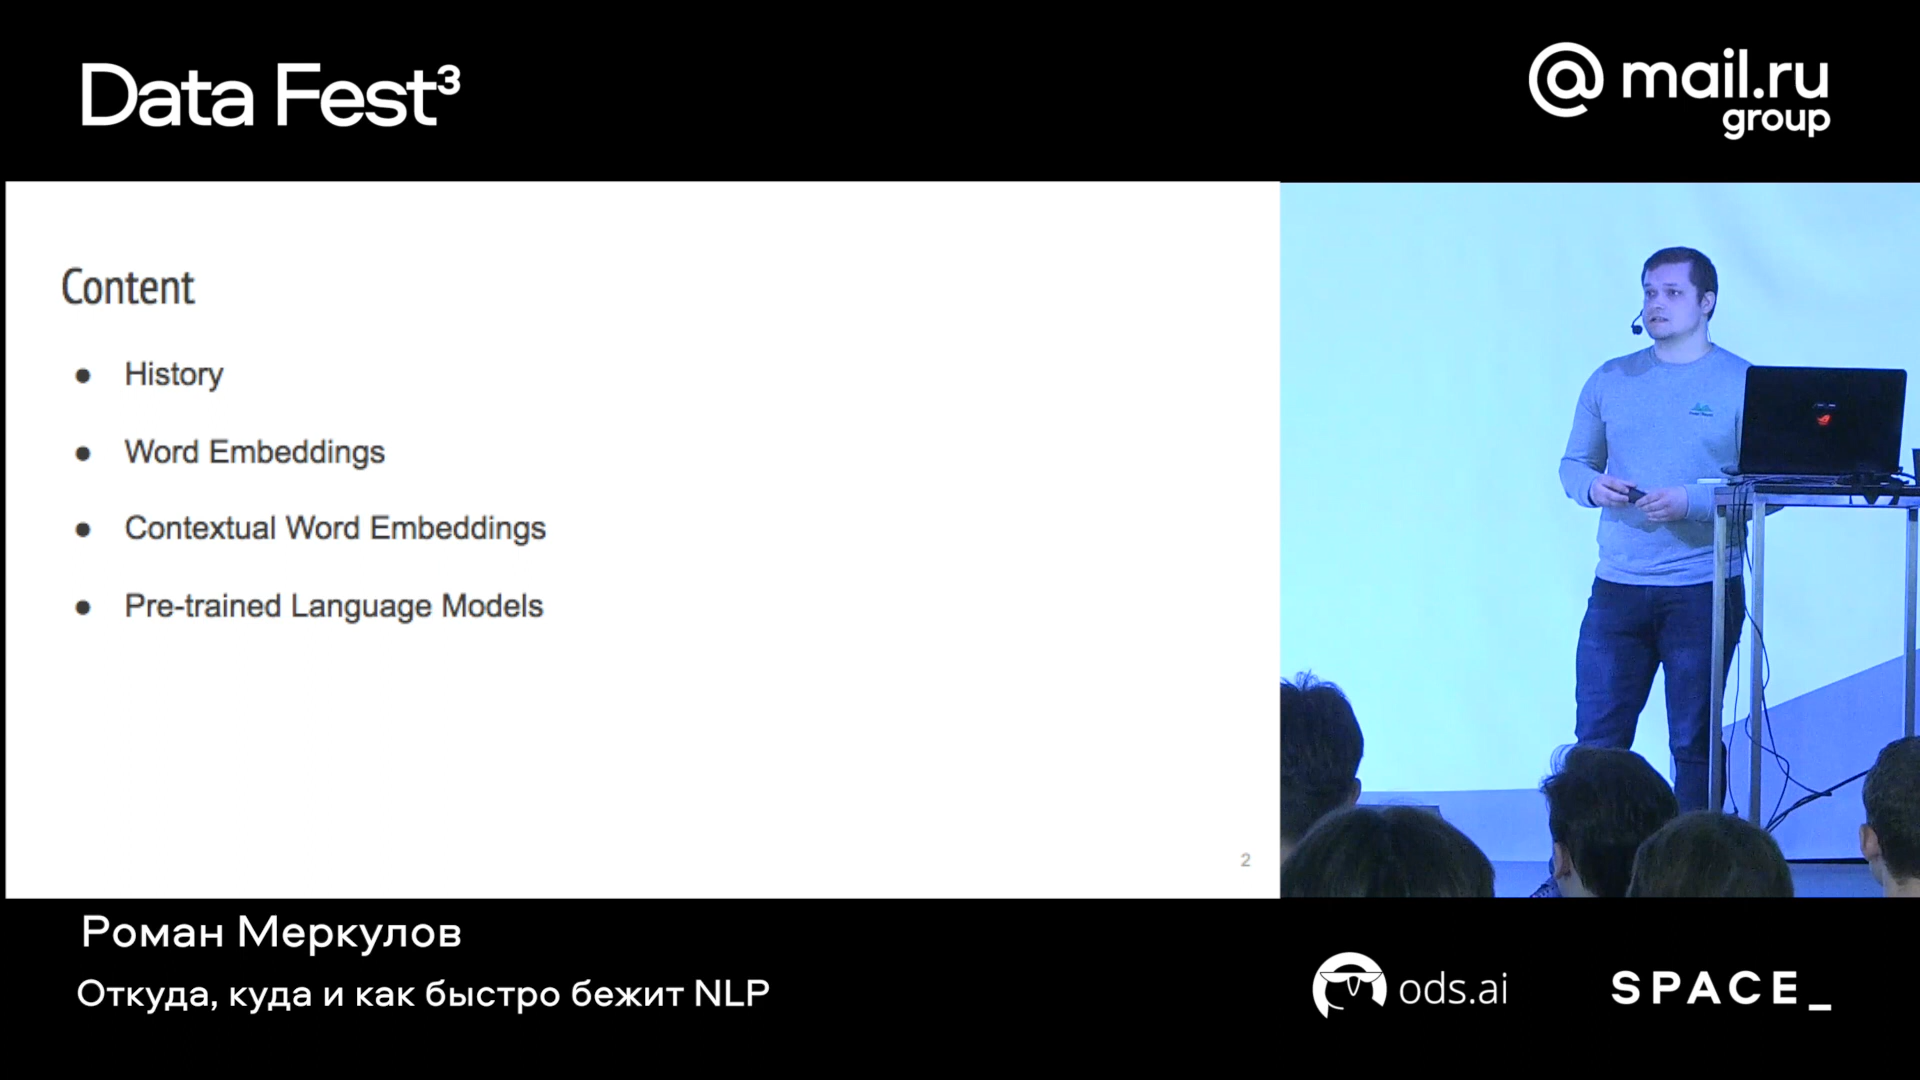 Data Fest³
@ mail.ru
group
Content
● History
● Word Embeddings
● Contextual Word Embeddings
● Pre-trained Language Models
2
Роман Меркулов
Откуда, куда и как быстро бежит NLP
ods.ai
SPACE_